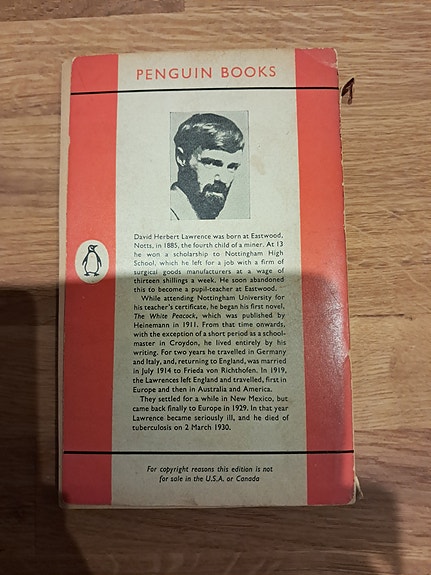 PENGUIN BOOKS
David Herbert Lawrence was born at Eastwood,
Notts, in 1885, the fourth child of a miner. At 13
he won a scholarship to Nottingham High
School, which he left for a job with a firm of
surgical goods manufacturers at a wage of
thirteen shillings a week. He soon abandoned
this to become a pupil-teacher at Eastwood.
While attending Nottingham University for
his teacher's certificate, he began his first novel,
The White Peacock, which was published by
Heinemann in 1911. From that time onwards,
with the exception of a short period as a school-
master in Croydon, he lived entirely by his
writing. For two years he travelled in Germany
and Italy, and, returning to England, was married
in July 1914 to Frieda von Richthofen. In 1919,
the Lawrences left England and travelled, first in
Europe and then in Australia and America.
They settled for a while in New Mexico, but
came back finally to Europe in 1929. In that year
Lawrence became seriously ill, and he died of
tuberculosis on 2 March 1930.
For copyright reasons this edition is not
for sale in the U.S.A. or Canada